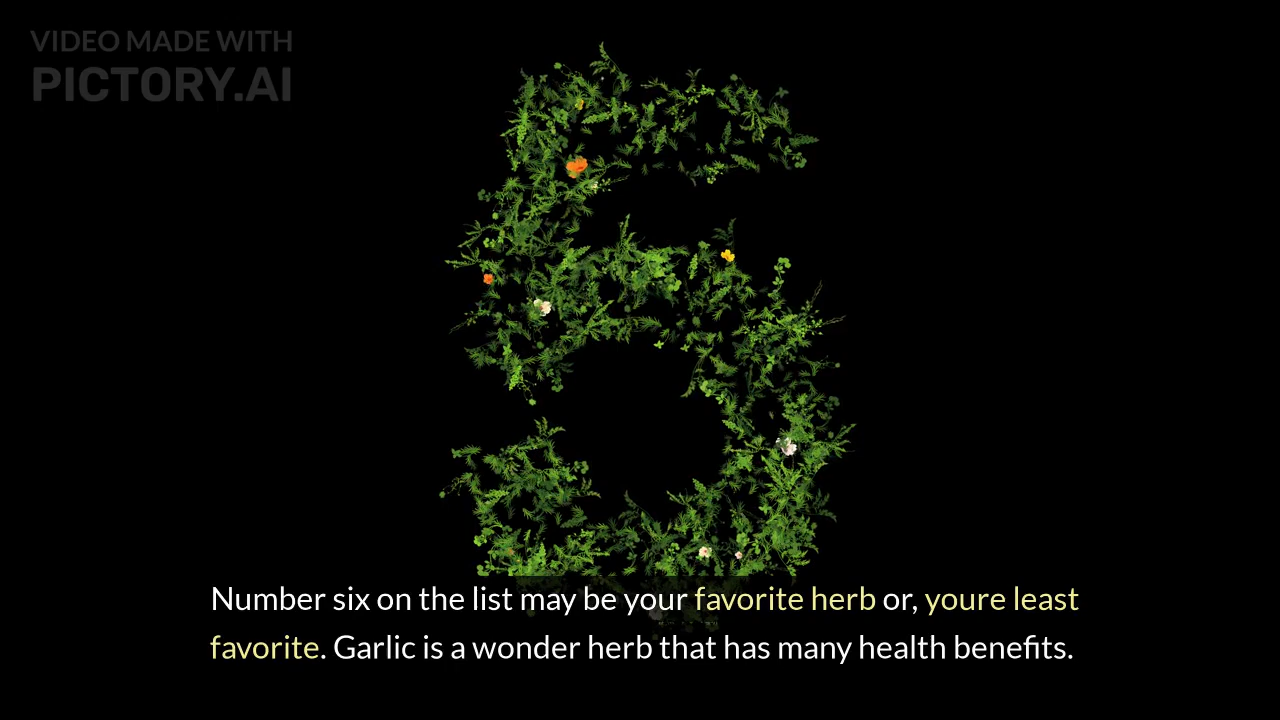 VIDEO MADE WITH
PICTORY.AI
5
Number six on the list may be your favorite herb or, youre least
favorite. Garlic is a wonder herb that has many health benefits.